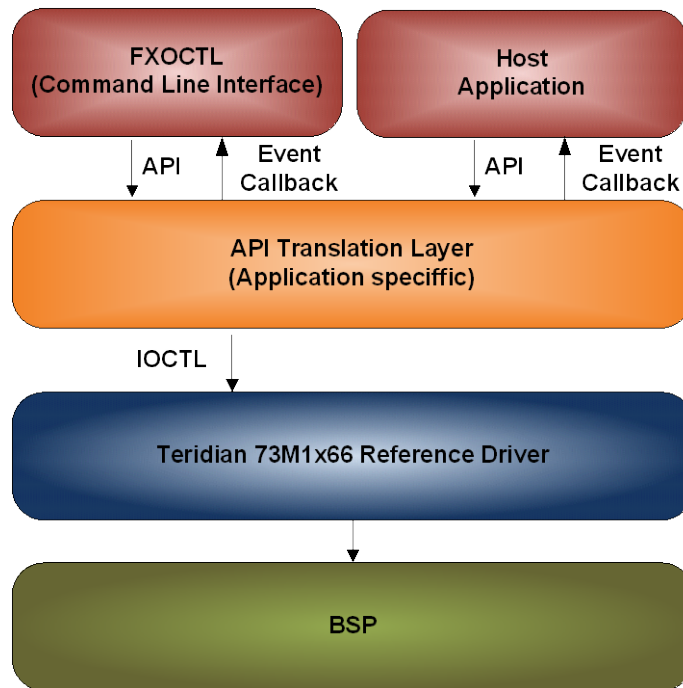 FXOCTL
(Command Line Interface)
Host
Application
API
Event
Callback
API
Event
Callback
API Translation Layer
(Application speciffic)
IOCTL
Teridian 73M1x66 Reference Driver
BSP